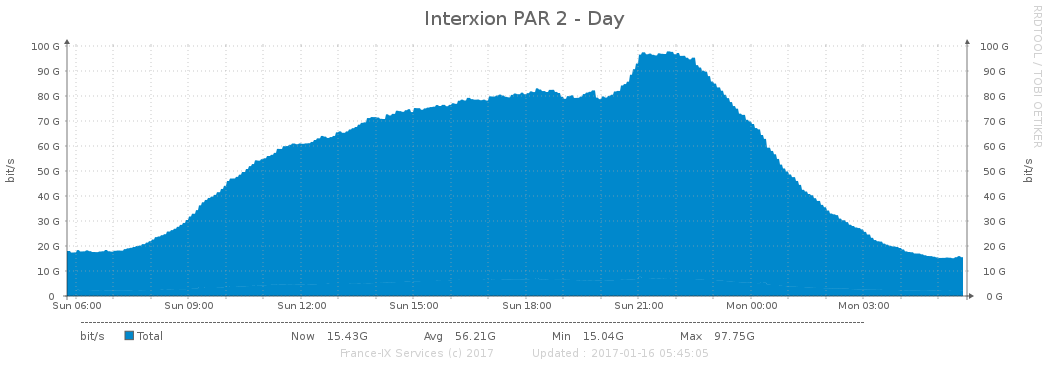 Interxion PAR 2 - Day
RRDTOOL / TOBI OETIKER
bit/s
100 G
90 G
80 G
70 G
60 G
50 G
40 G
30 G
20 G
10 G
0
100 G
90 G
80 G
70 G
60 G
50 G
40 G
30 G
20 G
10 G
0 G
bit/s
Sun 06:00 Sun 09:00 Sun 12:00 Sun 15:00 Sun 18:00 Sun 21:00 Mon 00:00 Mon 03:00
bit/s Total Now 15.43G Avg 56.21G Min 15.04G Max 97.75G
France-IX Services (c) 2017 Updated : 2017-01-16 05:45:05